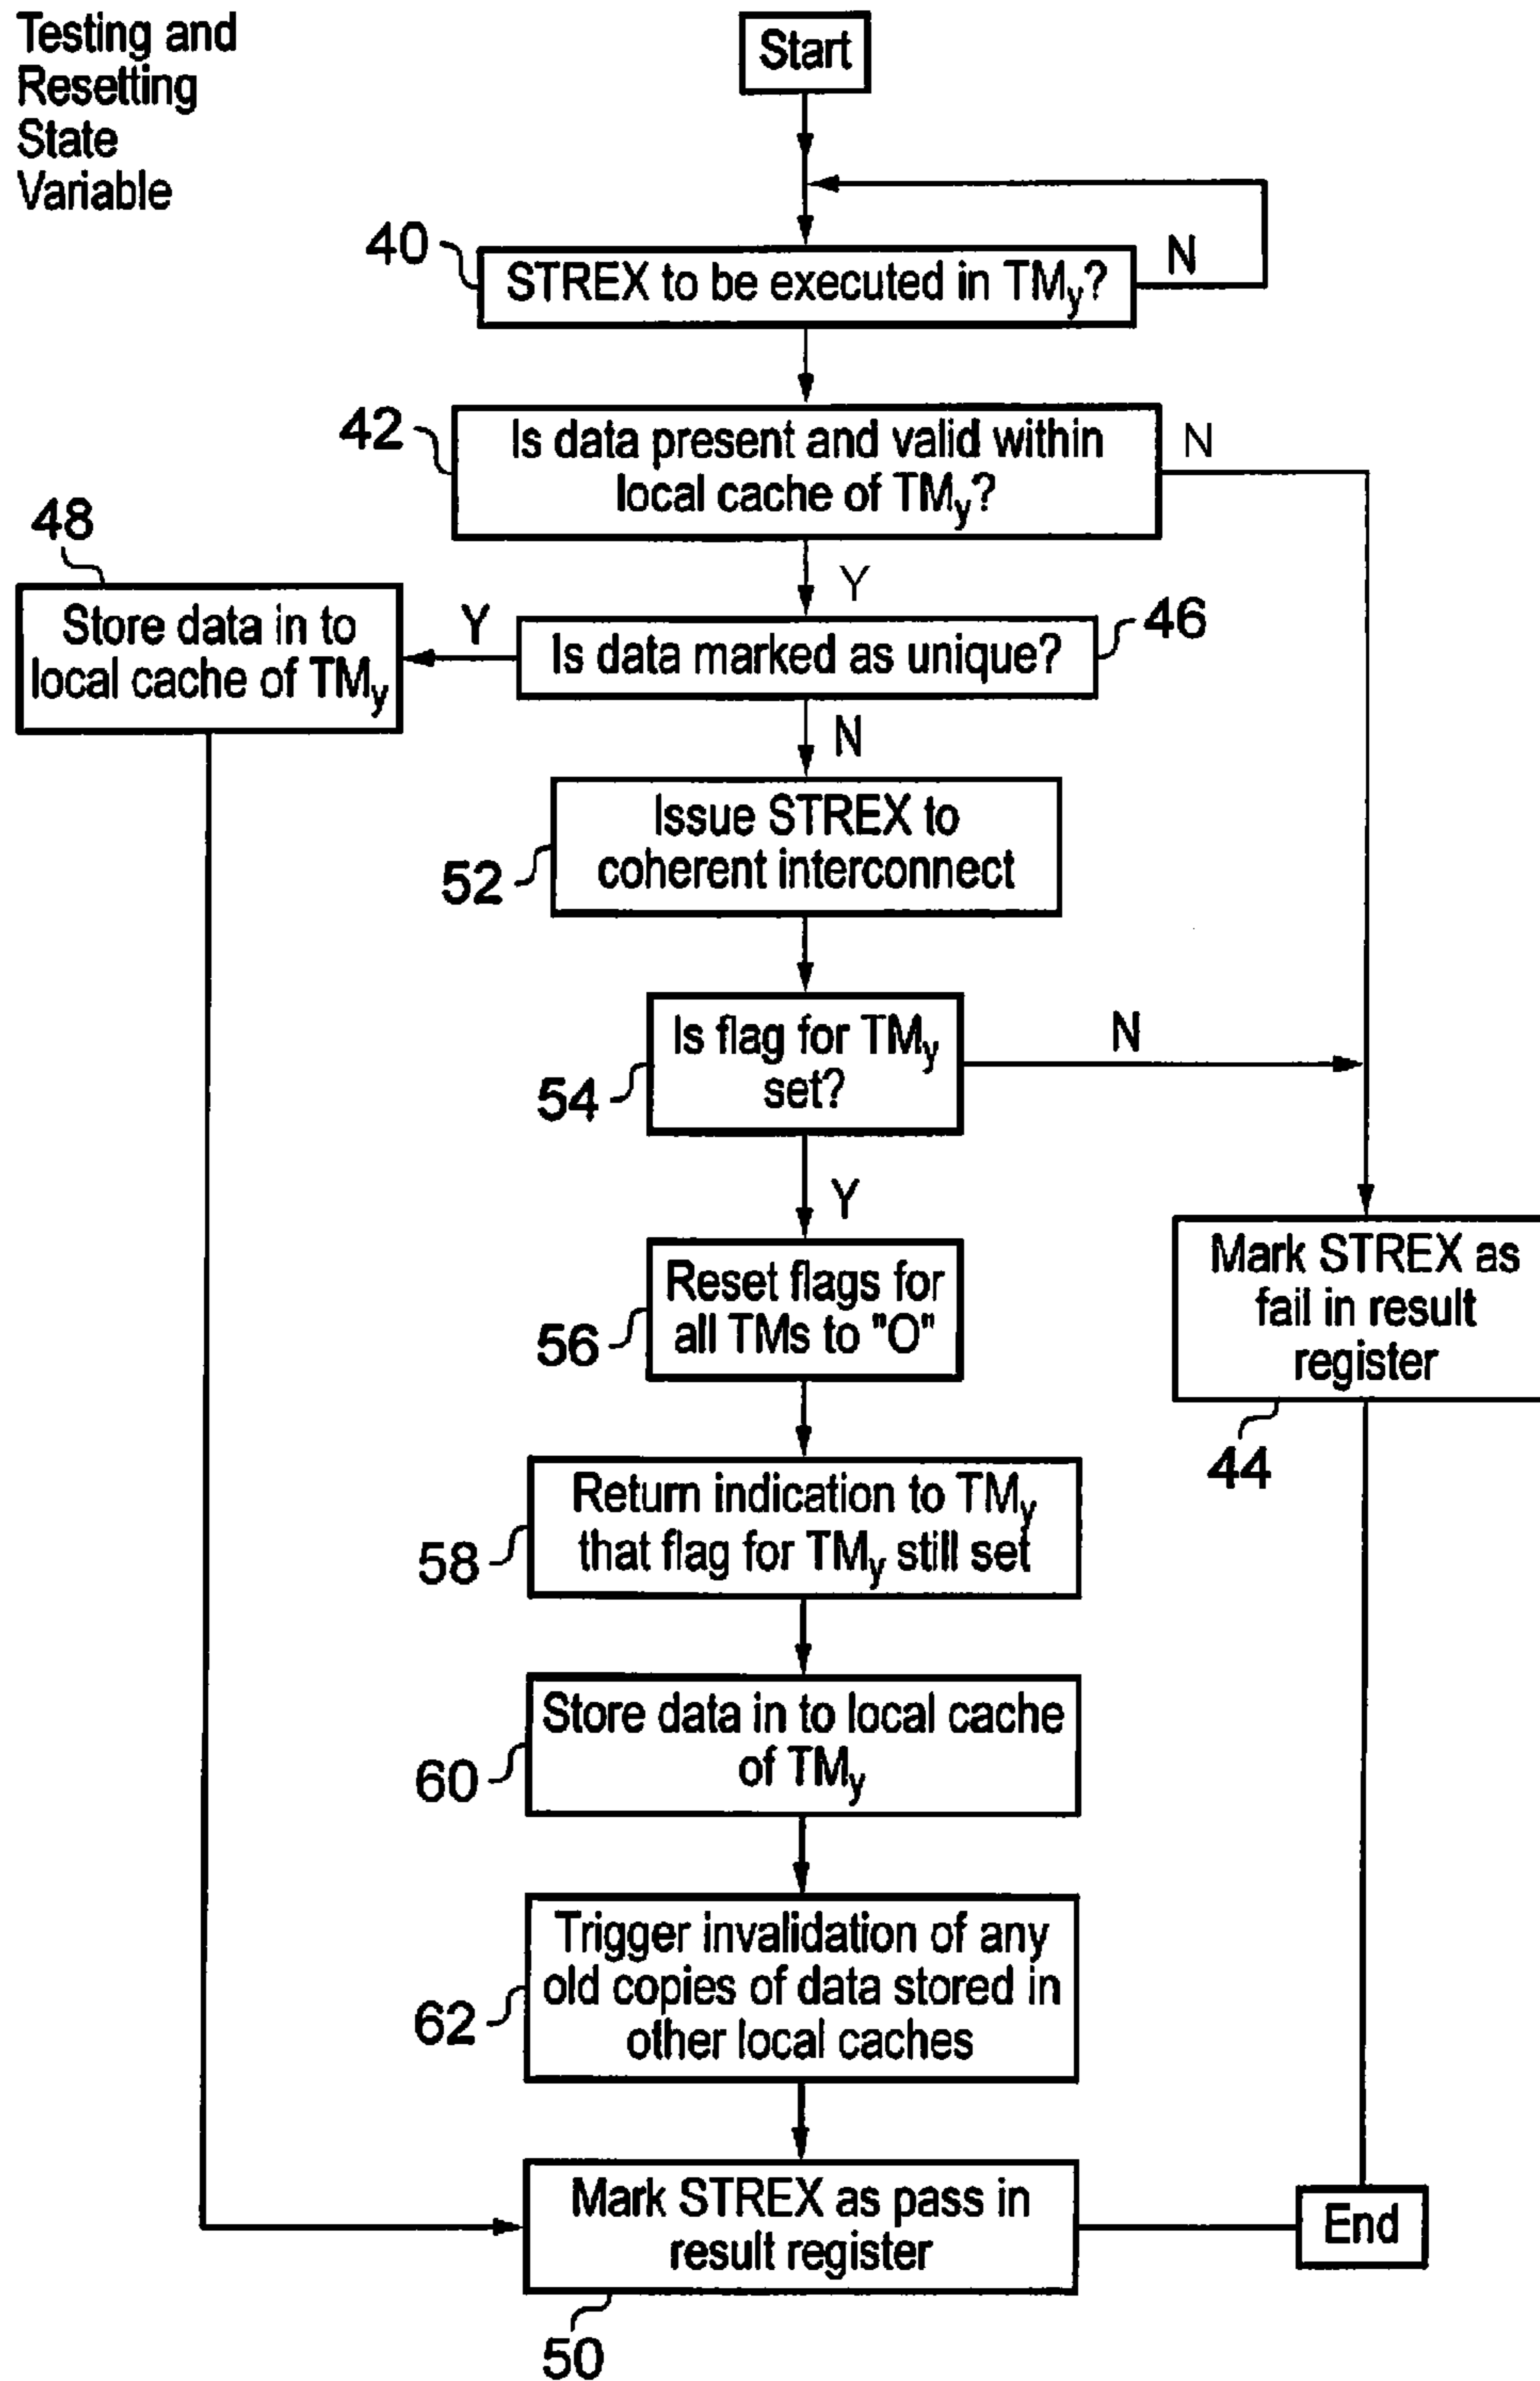 Testing and
Resetting
State
Variable
Start
40
STREX to be executed in TMy?
N
42
Is data present and valid within
local cache of TMy?
N
Y
48
Store data in to
local cache of TMy
Y
Is data marked as unique?
46
N
Issue STREX to
coherent interconnect
52
Is flag for TMy
set?
54
N
Y
Reset flags for
all TMs to "O"
56
Mark STREX as
fail in result
register
44
Return indication to TMy
that flag for TMy still set
58
Store data in to local cache
of TMy
60
Trigger invalidation of any
old copies of data stored in
other local caches
62
Mark STREX as pass in
result register
50
End